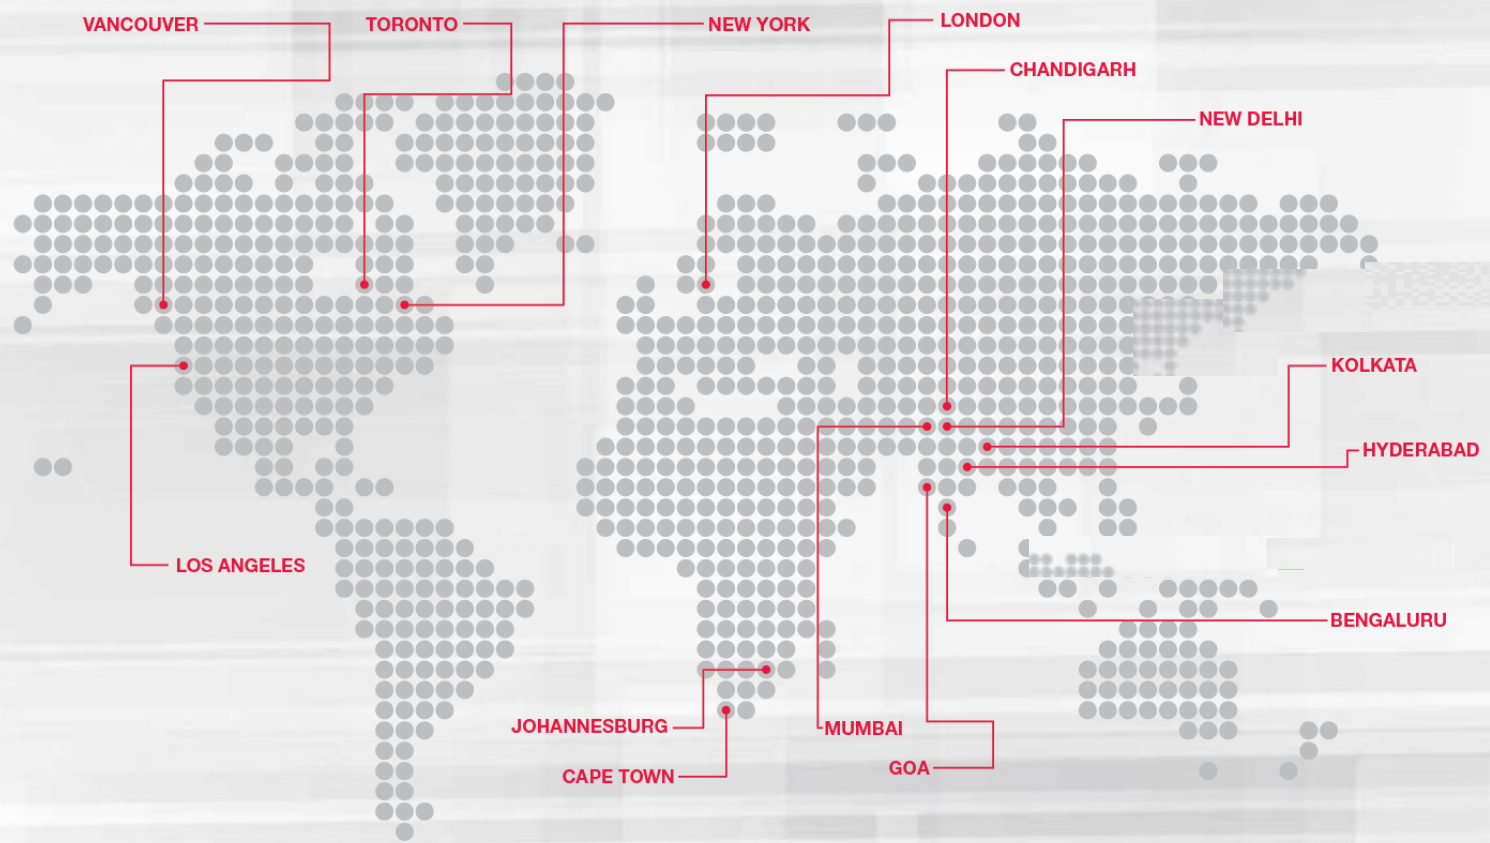 VANCOUVER
TORONTO
NEW YORK
LONDON
CHANDIGARH
NEW DELHI
KOLKATA
HYDERABAD
LOS ANGELES
BENGALURU
JOHANNESBURG
MUMBAI
GOA
CAPE TOWN